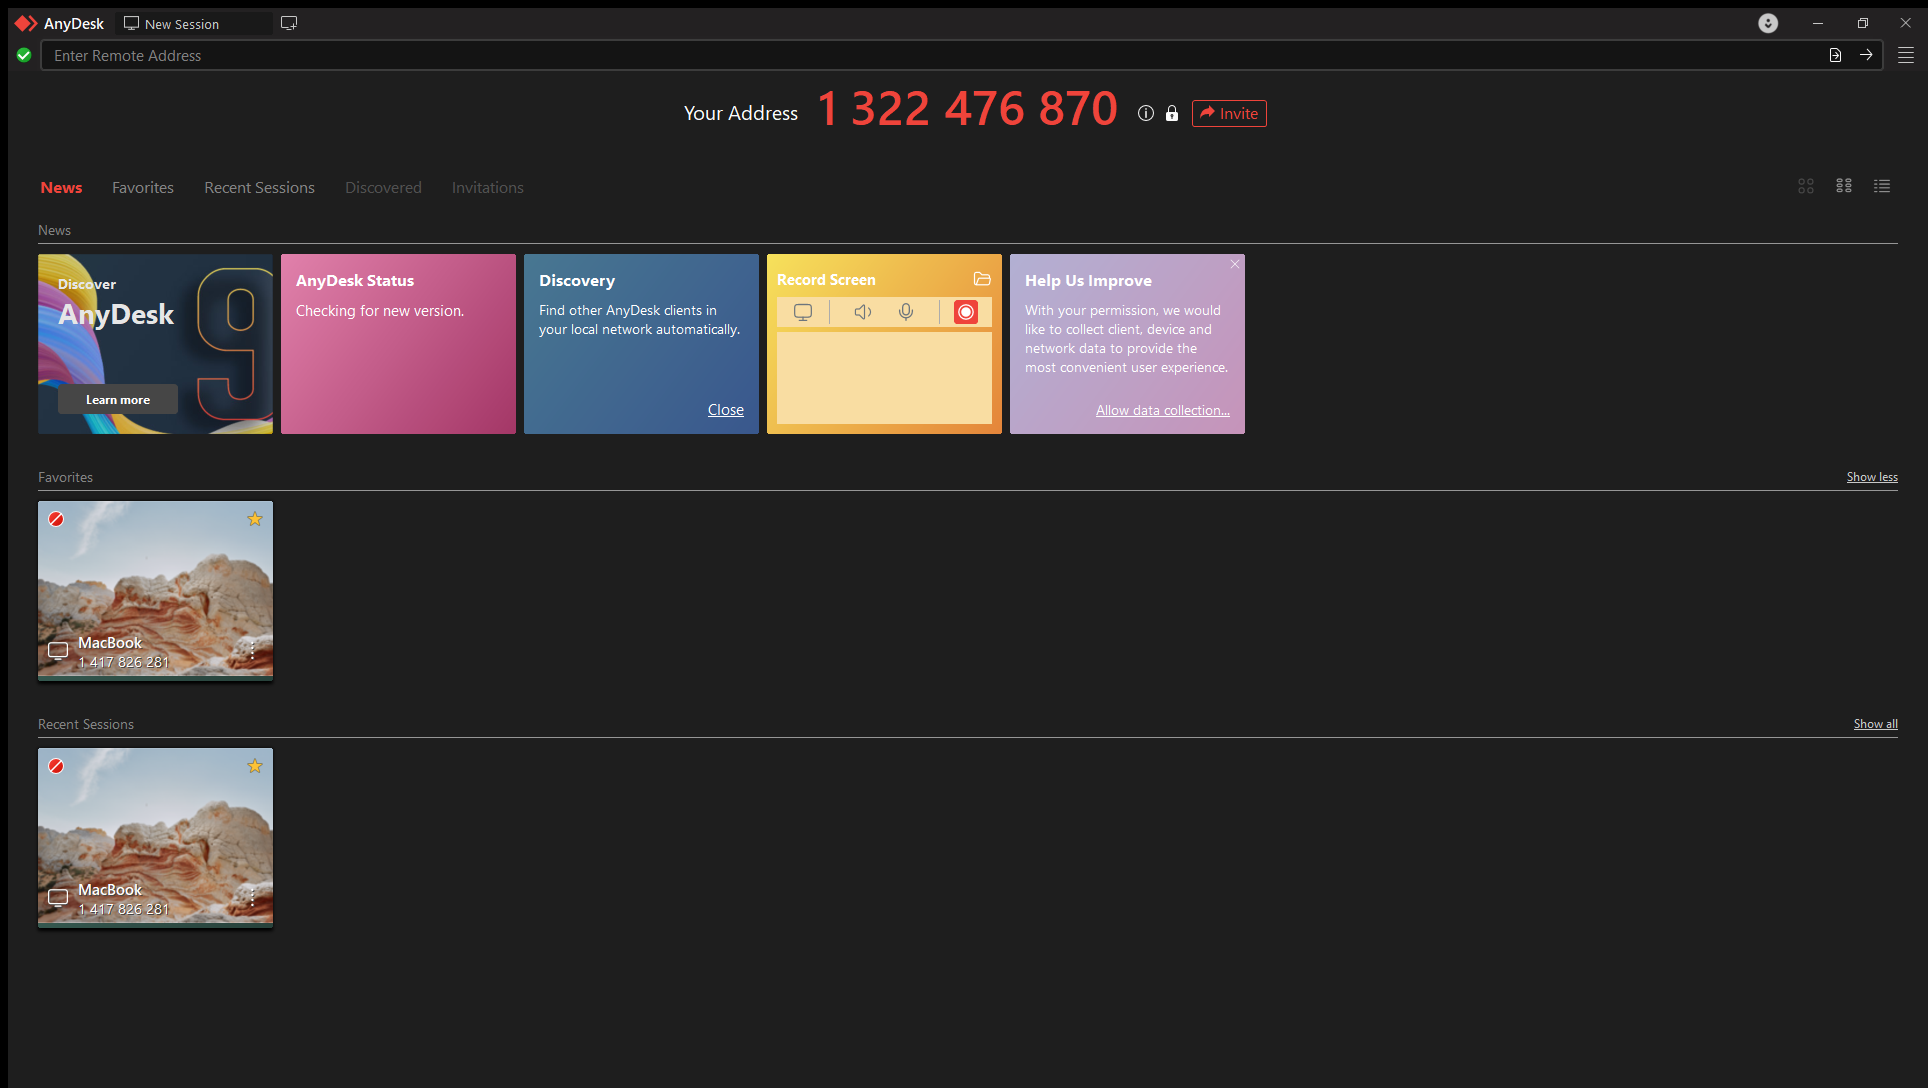 AnyDesk
New Session
Enter Remote Address
Your Address 1 322 476 870 Invite
News Favorites Recent Sessions Discovered Invitations
News
Discover
AnyDesk
9
Learn more
AnyDesk Status
Checking for new version.
Discovery
Find other AnyDesk clients in
your local network automatically.
Close
Record Screen
Help Us Improve
With your permission, we would
like to collect client, device and
network data to provide the
most convenient user experience.
Allow data collection...
Favorites Show less
MacBook
1 417 826 281
Recent Sessions Show all
MacBook
1 417 826 281